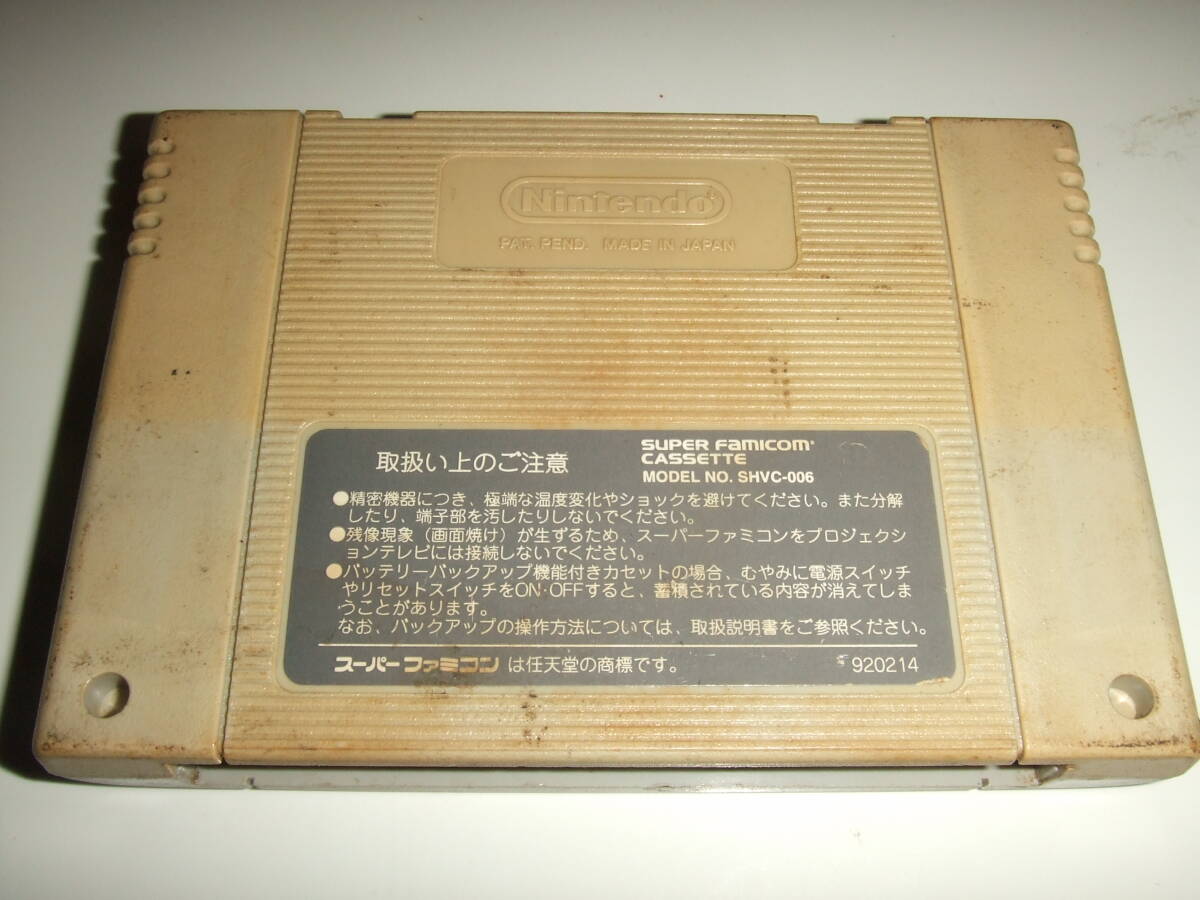 Nintendo®
PAT. PEND. MADE IN JAPAN
取扱い上のご注意
SUPER FAMICOM®
CASSETTE
MODEL NO. SHVC-006
●精密機器につき、極端な温度変化やショックを避けてください。また分解
したり、端子部を汚したりしないでください。
●残像現象（画面焼け）が生ずるため、スーパーファミコンをプロジェクシ
ョンテレビには接続しないでください。
●バッテリーバックアップ機能付きカセットの場合、むやみに電源スイッチ
やリセットスイッチをON・OFFすると、蓄積されている内容が消えてしま
うことがあります。
なお、バックアップの操作方法については、取扱説明書をご参照ください。
スーパーファミコン は任天堂の商標です。
920214